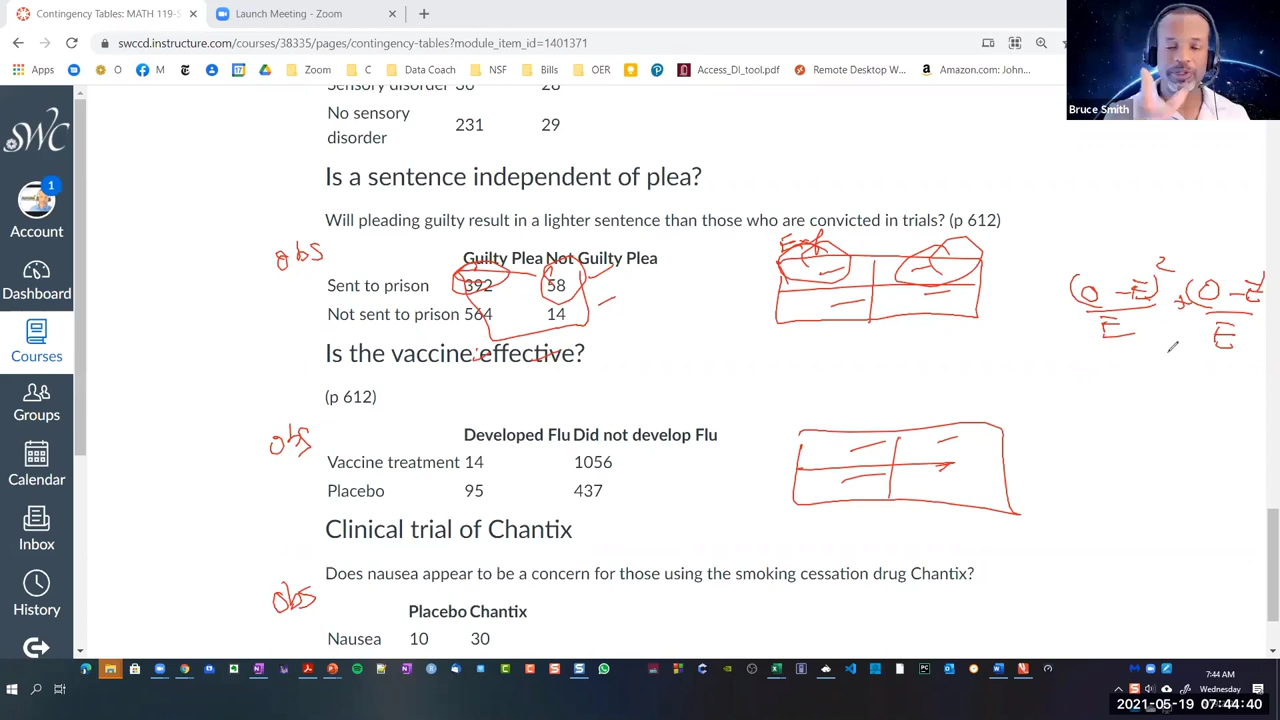 Contingency Tables: MATH 119-S
Launch Meeting - Zoom
swccd.instructure.com/courses/38335/pages/contingency-tables?module_item_id=1401371
Apps
O
M
Zoom
C
Data Coach
NSF
Bills
OER
Access_DI_tool.pdf
Remote Desktop W...
Amazon.com: John...
Bruce Smith
SWC
1
Account
Dashboard
Courses
Groups
Calendar
Inbox
History
No sensory
disorder 231 29
Is a sentence independent of plea?
Will pleading guilty result in a lighter sentence than those who are convicted in trials? (p 612)
obs
Guilty Plea Not Guilty Plea
Sent to prison 392 58
Not sent to prison 564 14
(O - E)² + (O - E
E E
Is the vaccine effective?
(p 612)
obs
Developed Flu Did not develop Flu
Vaccine treatment 14 1056
Placebo 95 437
Clinical trial of Chantix
Does nausea appear to be a concern for those using the smoking cessation drug Chantix?
obs
Placebo Chantix
Nausea 10 30
7:44 AM
Wednesday
2021-05-19 07:44:40